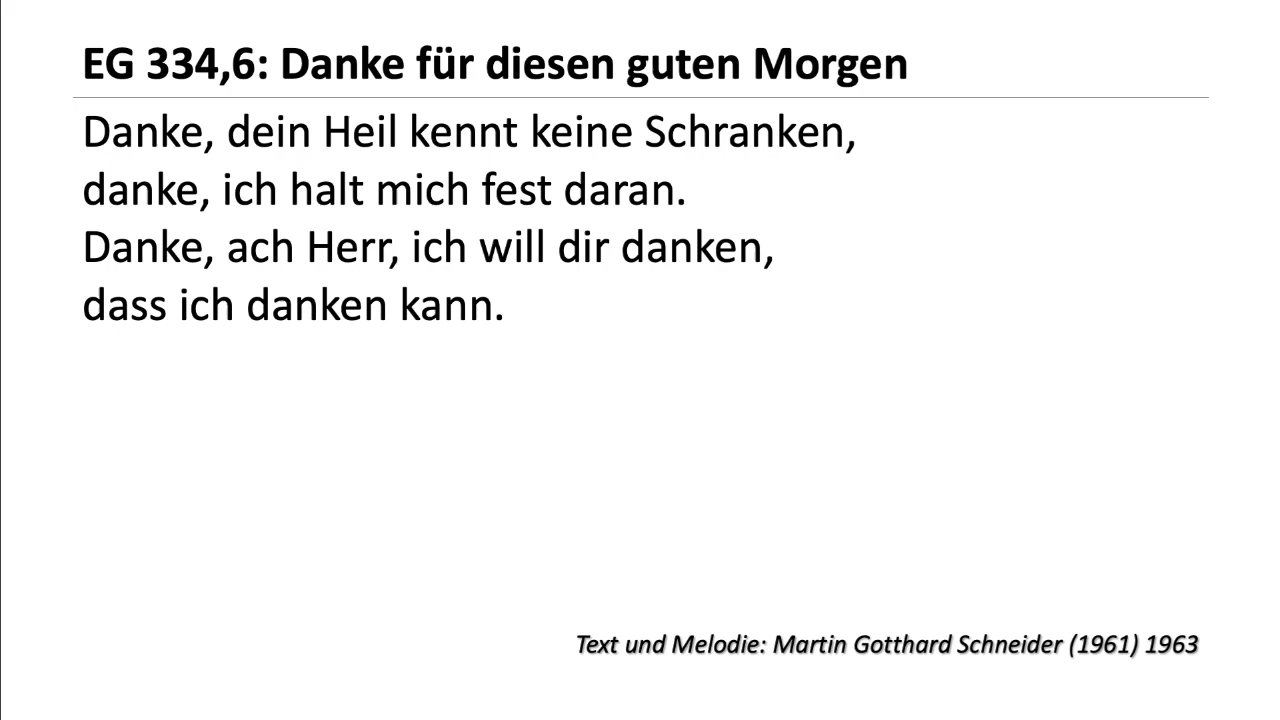 EG 334,6: Danke für diesen guten Morgen
Danke, dein Heil kennt keine Schranken,
danke, ich halt mich fest daran.
Danke, ach Herr, ich will dir danken,
dass ich danken kann.
Text und Melodie: Martin Gotthard Schneider (1961) 1963